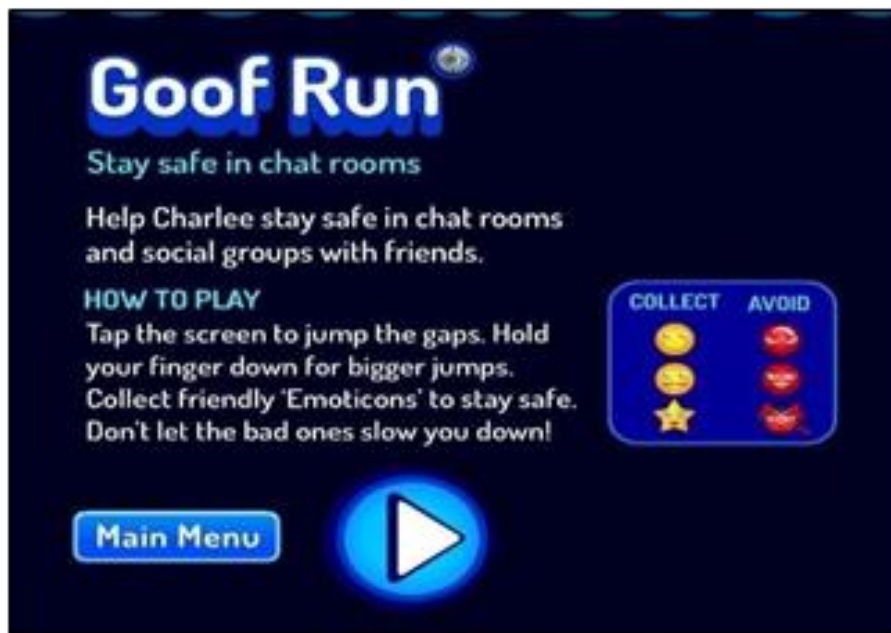 Goof Run
Stay safe in chat rooms
Help Charlee stay safe in chat rooms
and social groups with friends.
HOW TO PLAY
Tap the screen to jump the gaps. Hold
your finger down for bigger jumps.
Collect friendly 'Emoticons' to stay safe.
Don't let the bad ones slow you down!
COLLECT AVOID
Main Menu